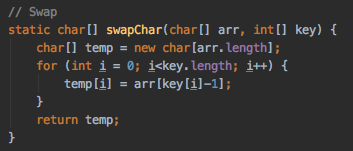 // Swap
static char[] swapChar(char[] arr, int[] key) {
    char[] temp = new char[arr.length];
    for (int i = 0; i<key.length; i++) {
        temp[i] = arr[key[i]-1];
    }
    return temp;
}